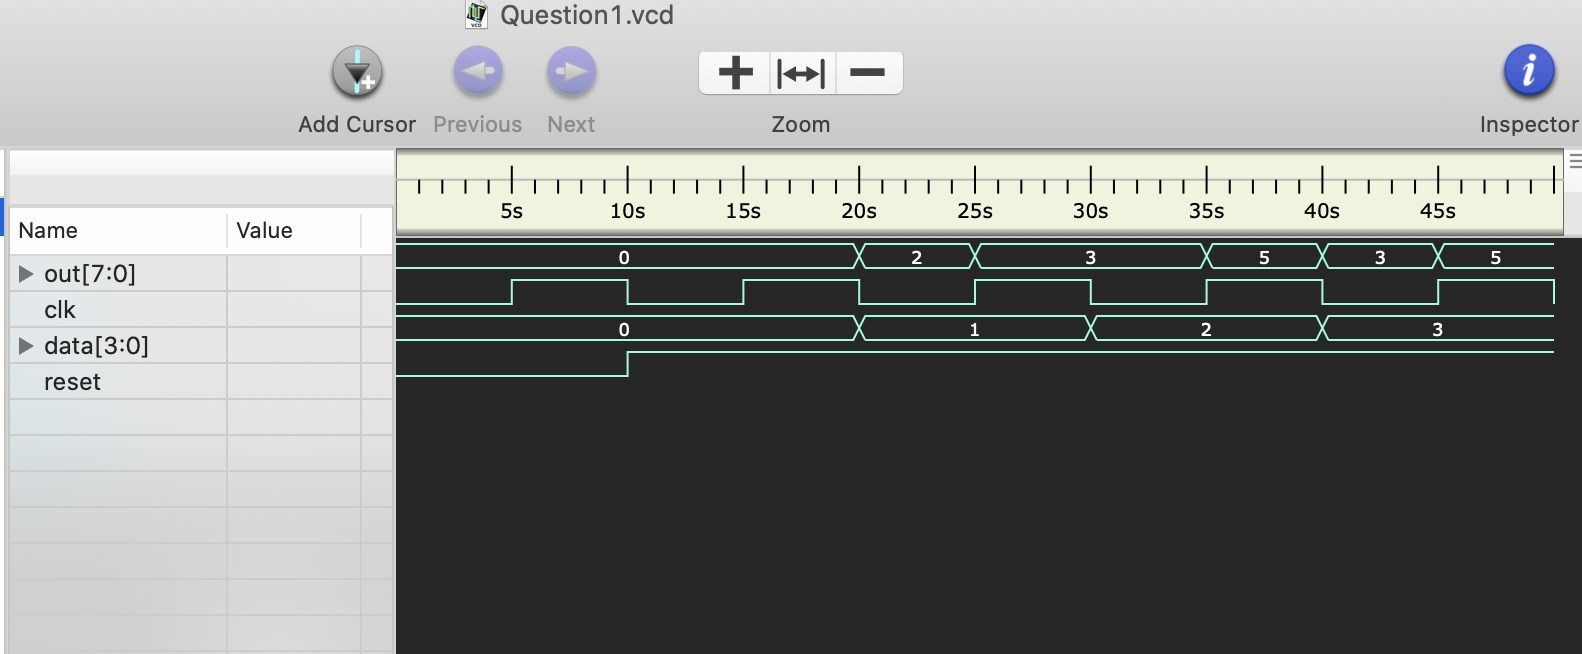 Question1.vcd
Add Cursor Previous Next Zoom Inspector
5s 10s 15s 20s 25s 30s 35s 40s 45s
Name Value
out[7:0] 0 2 3 5 3 5
clk
data[3:0] 0 1 2 3
reset